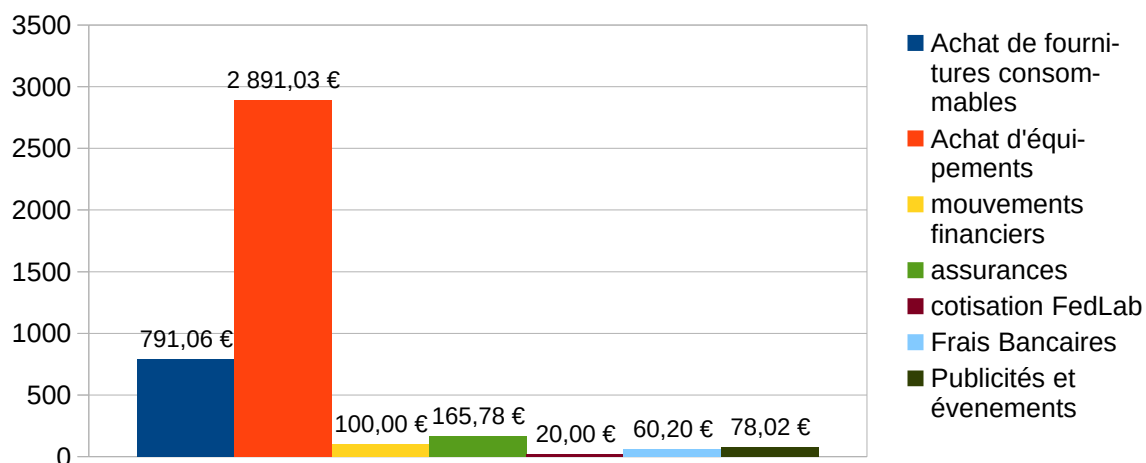 3500
3000
2500
2000
1500
1000
500
0
791,06 €
2 891,03 €
100,00 €
165,78 €
20,00 €
60,20 €
78,02 €
Achat de fourni-
tures consom-
mables
Achat d'équi-
pements
mouvements
financiers
assurances
cotisation FedLab
Frais Bancaires
Publicités et
évenements